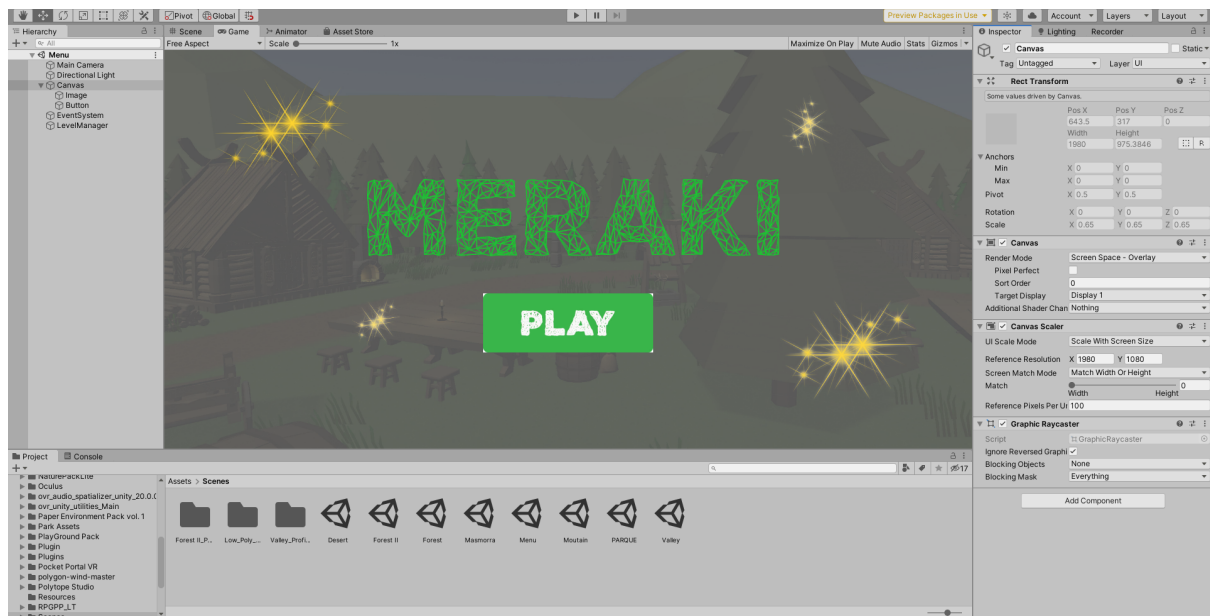 Pivot Global
Preview Packages in Use
Account Layers Layout
Hierarchy
All
Menu
Main Camera
Directional Light
Canvas
Image
Button
EventSystem
LevelManager
Scene Game Animator Asset Store
Free Aspect Scale 1x Maximize On Play Mute Audio Stats Gizmos
MERAKI
PLAY
Inspector Lighting Recorder
Canvas Static
Tag Untagged Layer UI
Rect Transform
Some values driven by Canvas.
Pos X Pos Y Pos Z
643.5 317 0
Width Height
1980 975.3846 R
Anchors
Min X 0 Y 0
Max X 0 Y 0
Pivot X 0.5 Y 0.5
Rotation X 0 Y 0 Z 0
Scale X 0.65 Y 0.65 Z 0.65
Canvas
Render Mode Screen Space - Overlay
Pixel Perfect
Sort Order 0
Target Display Display 1
Additional Shader Chan Nothing
Canvas Scaler
UI Scale Mode Scale With Screen Size
Reference Resolution X 1980 Y 1080
Screen Match Mode Match Width Or Height
Match 0
Width Height
Reference Pixels Per Ur 100
Graphic Raycaster
Script GraphicRaycaster
Ignore Reversed Graphi
Blocking Objects None
Blocking Mask Everything
Add Component
Project Console
17
NaturePackLite
Oculus
ovr_audio_spatializer_unity_20.0.0
ovr_unity_utilities_Main
Paper Environment Pack vol. 1
Park Assets
PlayGround Pack
Plugin
Plugins
Pocket Portal VR
polygon-wind-master
Polytope Studio
Resources
RPGPP_LT
Assets > Scenes
Forest II_P... Low_Poly_... Valley_Profi... Desert Forest II Forest Masmorra Menu Moutain PARQUE Valley